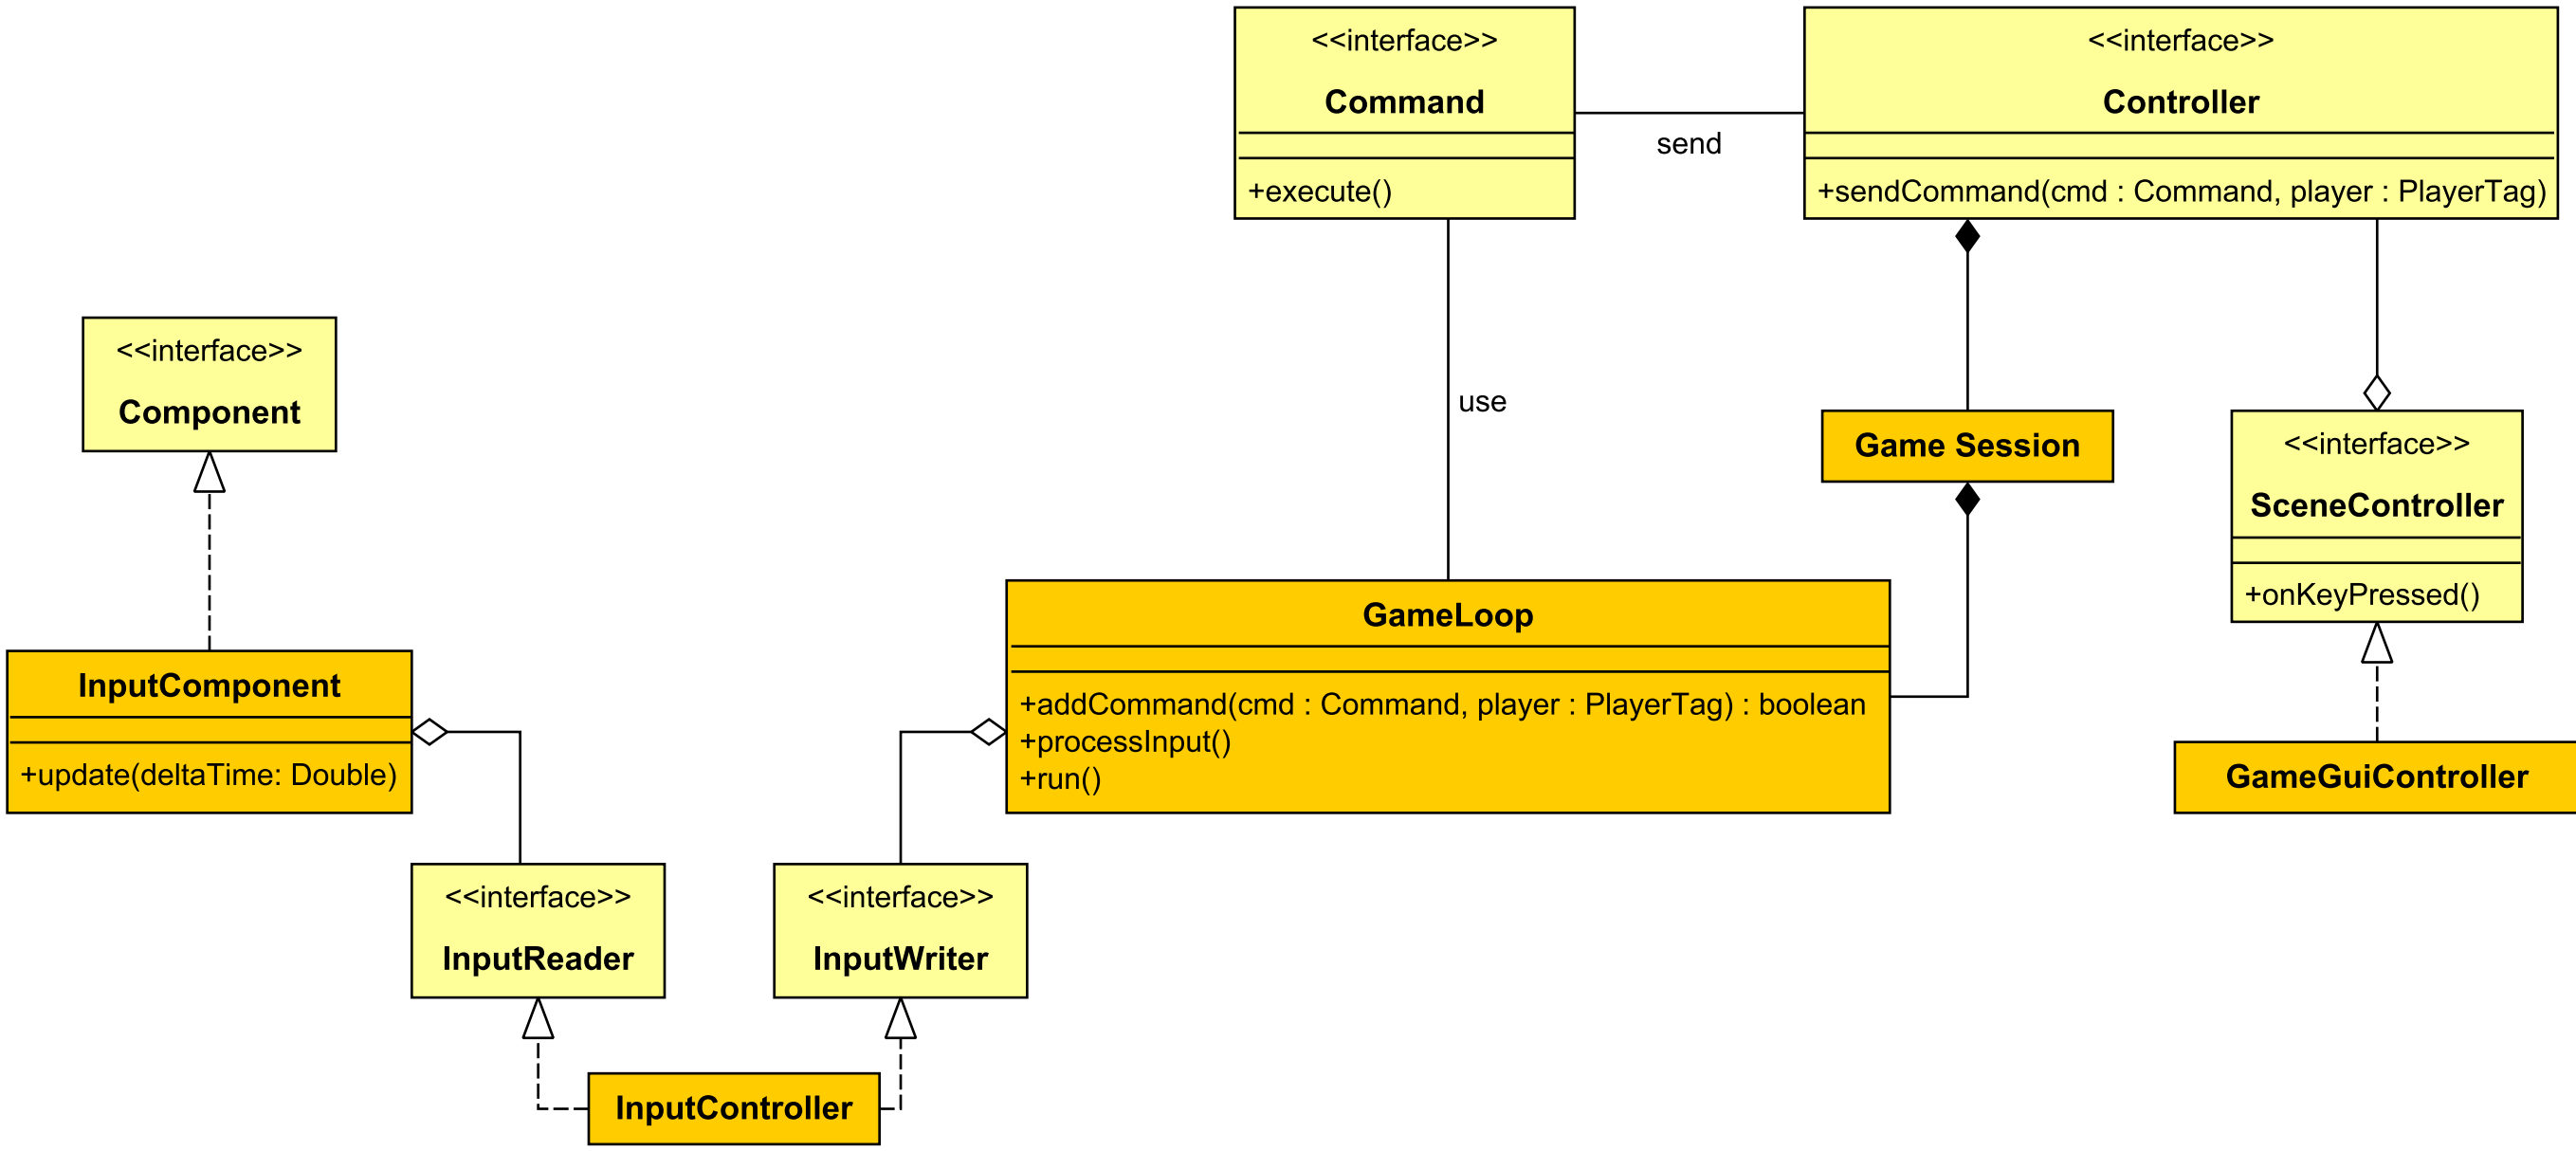 <<interface>>
Command
+execute()
send
<<interface>>
Controller
+sendCommand(cmd : Command, player : PlayerTag)
<<interface>>
Component
use
Game Session
<<interface>>
SceneController
+onKeyPressed()
InputComponent
+update(deltaTime: Double)
GameLoop
+addCommand(cmd : Command, player : PlayerTag) : boolean
+processInput()
+run()
GameGuiController
<<interface>>
InputReader
<<interface>>
InputWriter
InputController